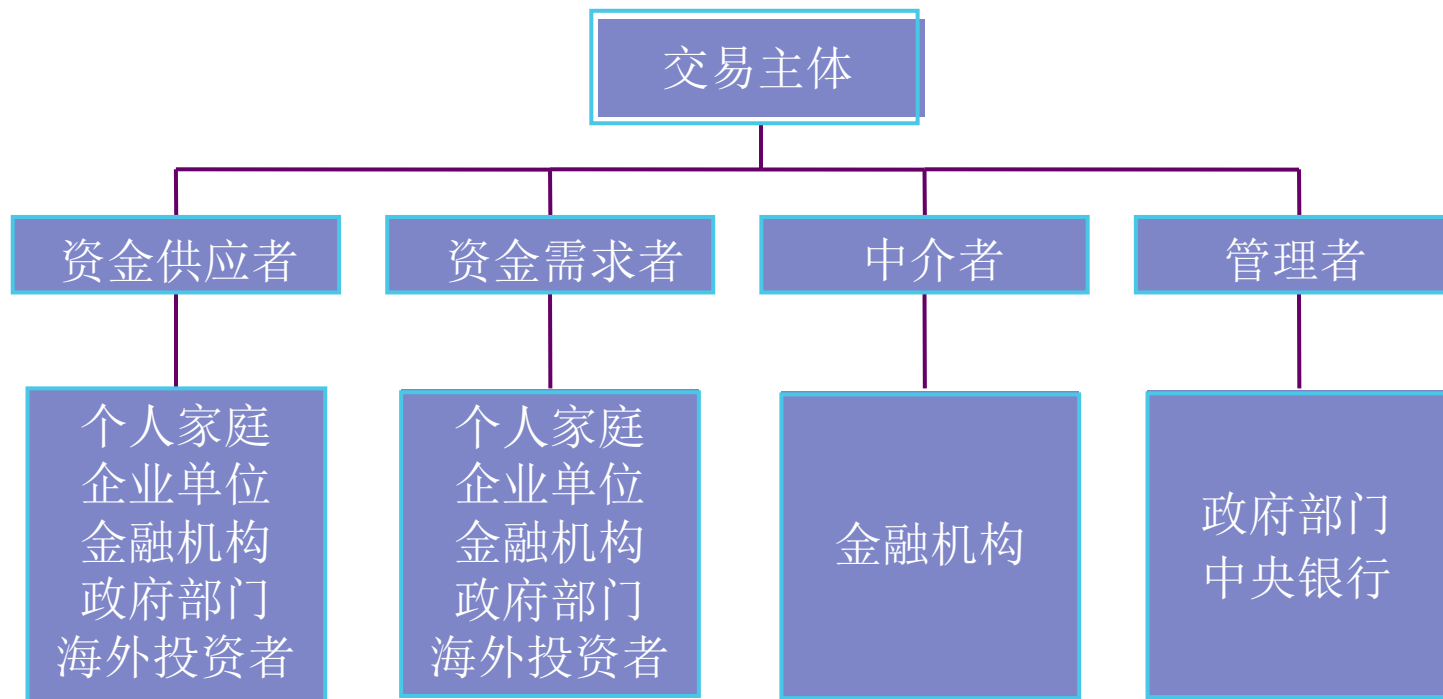 交易主体
资金供应者
资金需求者
中介者
管理者
个人家庭
企业单位
金融机构
政府部门
海外投资者
个人家庭
企业单位
金融机构
政府部门
海外投资者
金融机构
政府部门
中央银行